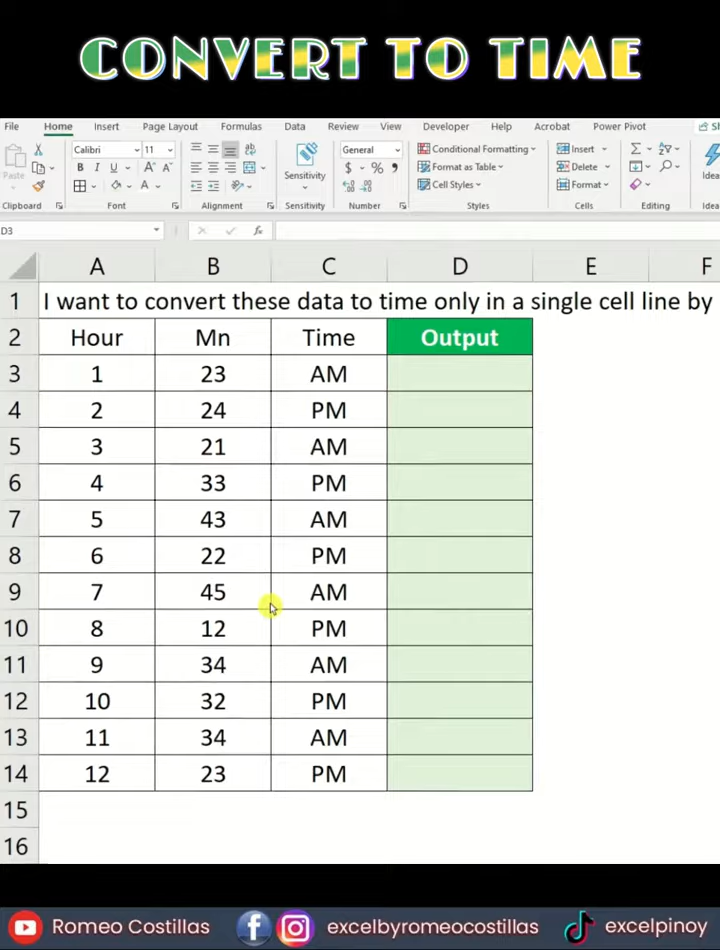 CONVERT TO TIME
File Home Insert Page Layout Formulas Data Review View Developer Help Acrobat Power Pivot
Calibri 11 General Conditional Formatting Insert
Paste B I U A A $ % Sensitivity Format as Table Delete
Cell Styles Format
Clipboard Font Alignment Sensitivity Number Styles Cells Editing
D3 fx
A B C D E F
1 I want to convert these data to time only in a single cell line by
2 Hour Mn Time Output
3 1 23 AM
4 2 24 PM
5 3 21 AM
6 4 33 PM
7 5 43 AM
8 6 22 PM
9 7 45 AM
10 8 12 PM
11 9 34 AM
12 10 32 PM
13 11 34 AM
14 12 23 PM
15
16
Romeo Costillas excelbyromeocostillas excelpinoy